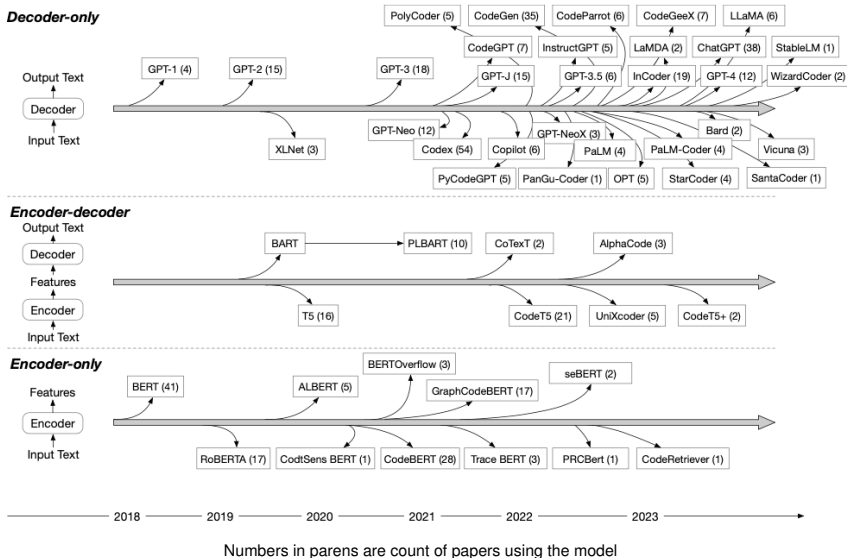 Decoder-only
PolyCoder (5)
CodeGen (35)
CodeParrot (6)
CodeGeeX (7)
LLaMA (6)
CodeGPT (7)
InstructGPT (5)
LaMDA (2)
ChatGPT (38)
StableLM (1)
Output Text
GPT-1 (4)
GPT-2 (15)
GPT-3 (18)
GPT-J (15)
GPT-3.5 (6)
InCoder (19)
GPT-4 (12)
WizardCoder (2)
Decoder
Input Text
XLNet (3)
GPT-Neo (12)
Codex (54)
Copilot (6)
GPT-NeoX (3)
PaLM (4)
PaLM-Coder (4)
Bard (2)
Vicuna (3)
PyCodeGPT (5)
PanGu-Coder (1)
OPT (5)
StarCoder (4)
SantaCoder (1)
Encoder-decoder
Output Text
Decoder
Features
Encoder
Input Text
BART
PLBART (10)
CoTexT (2)
AlphaCode (3)
T5 (16)
CodeT5 (21)
UniXcoder (5)
CodeT5+ (2)
Encoder-only
Features
Encoder
Input Text
BERT (41)
ALBERT (5)
BERTOverflow (3)
GraphCodeBERT (17)
seBERT (2)
RoBERTA (17)
CodtSens BERT (1)
CodeBERT (28)
Trace BERT (3)
PRCBert (1)
CodeRetriever (1)
2018
2019
2020
2021
2022
2023
Numbers in parens are count of papers using the model